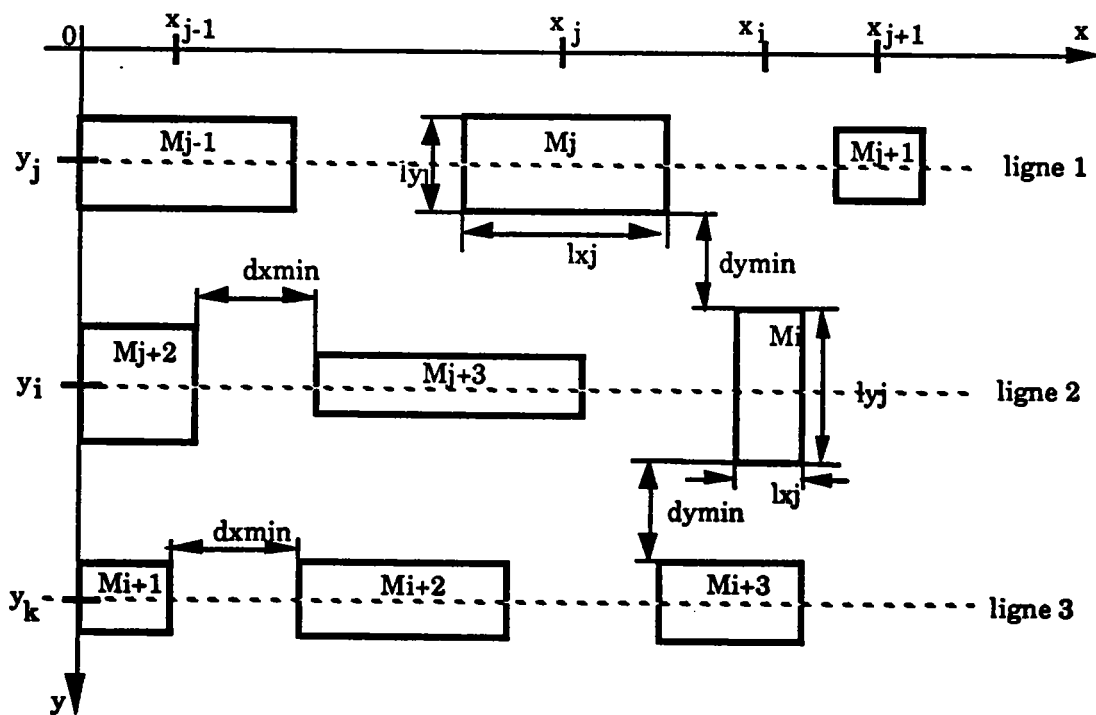 0 x j-1 x j x i x j+1 x
Mj-1 Mj Mj+1
y j lyj ligne 1
lxj
dxmin dymin
Mj+2 Mj+3 Mi
y i lyj ligne 2
lxj
dxmin dymin
Mi+1 Mi+2 Mi+3
y k ligne 3
y